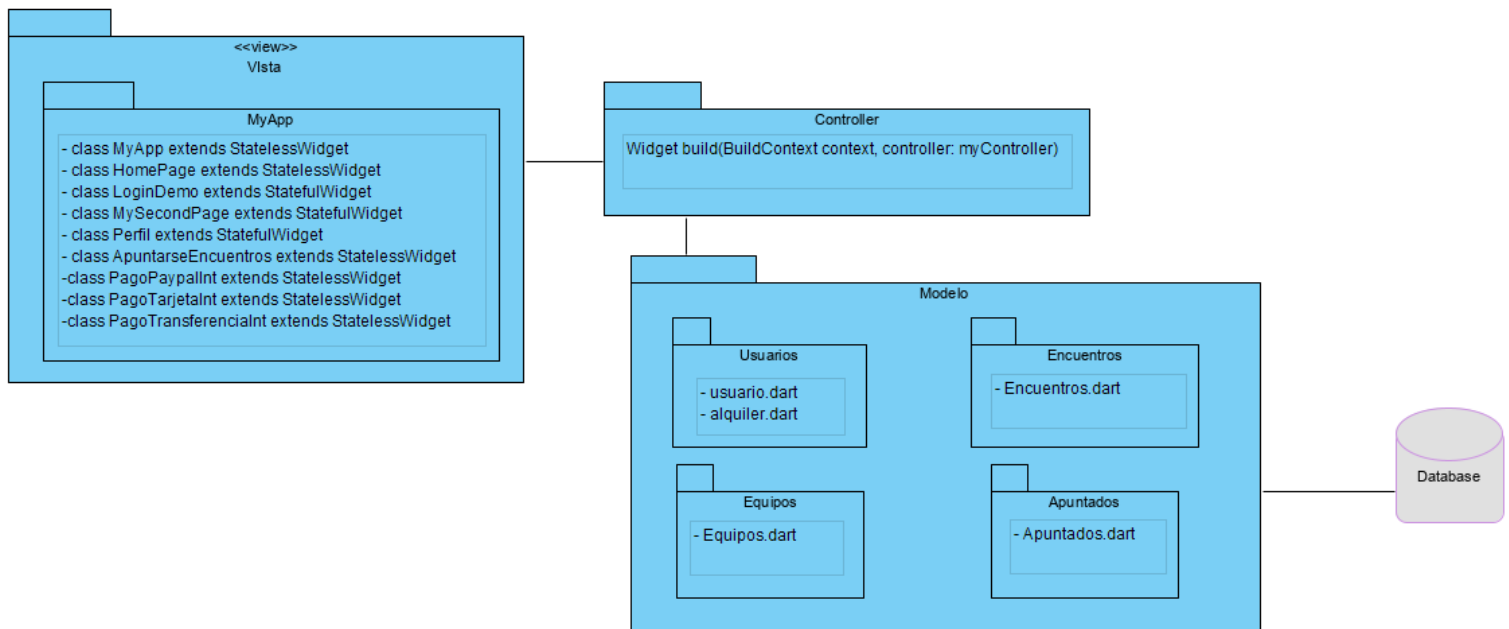 <<view>>
VIsta
MyApp
- class MyApp extends StatelessWidget
- class HomePage extends StatelessWidget
- class LoginDemo extends StatefulWidget
- class MySecondPage extends StatefulWidget
- class Perfil extends StatefulWidget
- class ApuntarseEncuentros extends StatelessWidget
-class PagoPaypalInt extends StatelessWidget
-class PagoTarjetaInt extends StatelessWidget
-class PagoTransferenciaInt extends StatelessWidget
Controller
Widget build(BuildContext context, controller: myController)
Modelo
Usuarios
- usuario.dart
- alquiler.dart
Encuentros
- Encuentros.dart
Equipos
- Equipos.dart
Apuntados
- Apuntados.dart
Database